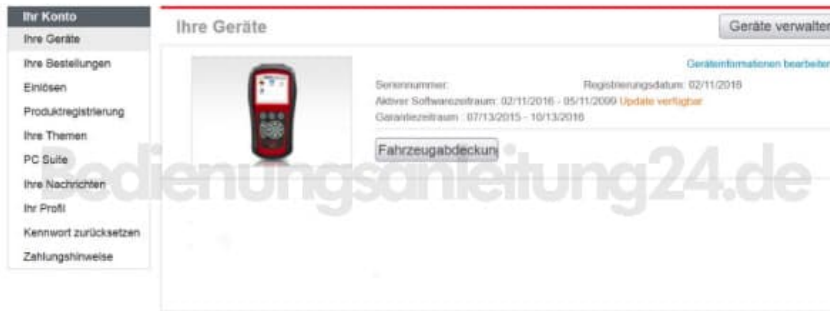 Ihr Konto
Ihre Geräte
Ihre Bestellungen
Einlösen
Produktregistrierung
Ihre Themen
PC Suite
Ihre Nachrichten
Ihr Profil
Kennwort zurücksetzen
Zahlungshinweise
Ihre Geräte
Geräte verwalten
Geräteinformationen bearbeiten
Seriennummer: Registrierungsdatum: 02/11/2016
Aktiver Softwarezeitraum: 02/11/2016 - 05/11/2099 Update verfügbar
Garantiezeitraum : 07/13/2015 - 10/13/2016
Fahrzeugabdeckun
Bedienungsanleitung24.de